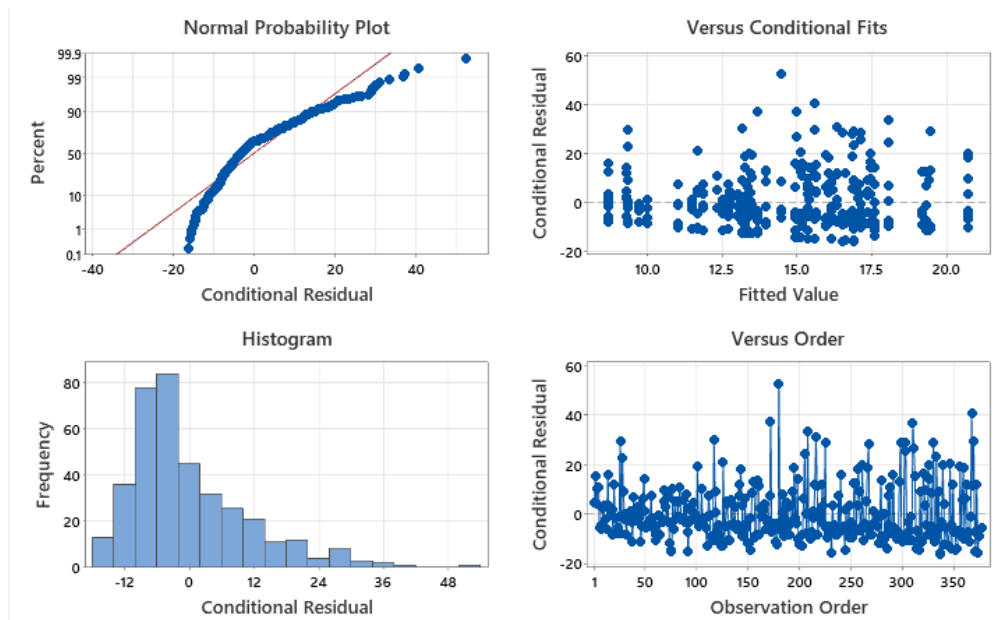 Normal Probability Plot
99.9
99
90
50
10
1
0.1
Percent
-40 -20 0 20 40
Conditional Residual
Versus Conditional Fits
60
40
20
0
-20
Conditional Residual
10.0 12.5 15.0 17.5 20.0
Fitted Value
Histogram
80
60
40
20
0
Frequency
-12 0 12 24 36 48
Conditional Residual
Versus Order
60
40
20
0
-20
Conditional Residual
1 50 100 150 200 250 300 350
Observation Order